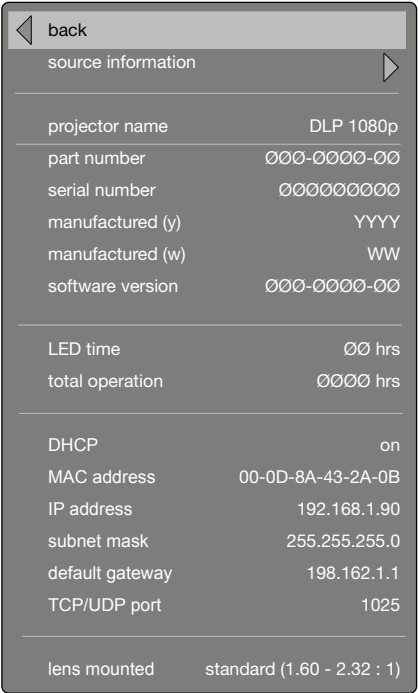 back
source information
projector name DLP 1080p
part number ØØØ-ØØØØ-ØØ
serial number ØØØØØØØØØ
manufactured (y) YYYY
manufactured (w) WW
software version ØØØ-ØØØØ-ØØ
LED time ØØ hrs
total operation ØØØØ hrs
DHCP on
MAC address 00-0D-8A-43-2A-0B
IP address 192.168.1.90
subnet mask 255.255.255.0
default gateway 198.162.1.1
TCP/UDP port 1025
lens mounted standard (1.60 - 2.32 : 1)